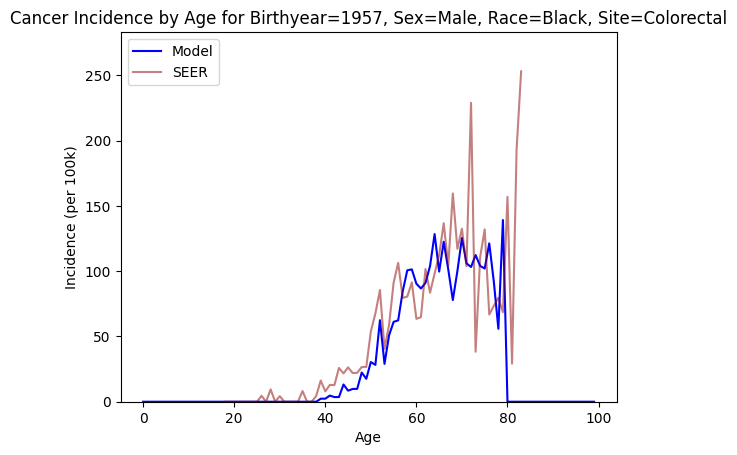 Cancer Incidence by Age for Birthyear=1957, Sex=Male, Race=Black, Site=Colorectal
Model
SEER
250
200
150
100
50
0
Incidence (per 100k)
0 20 40 60 80 100
Age